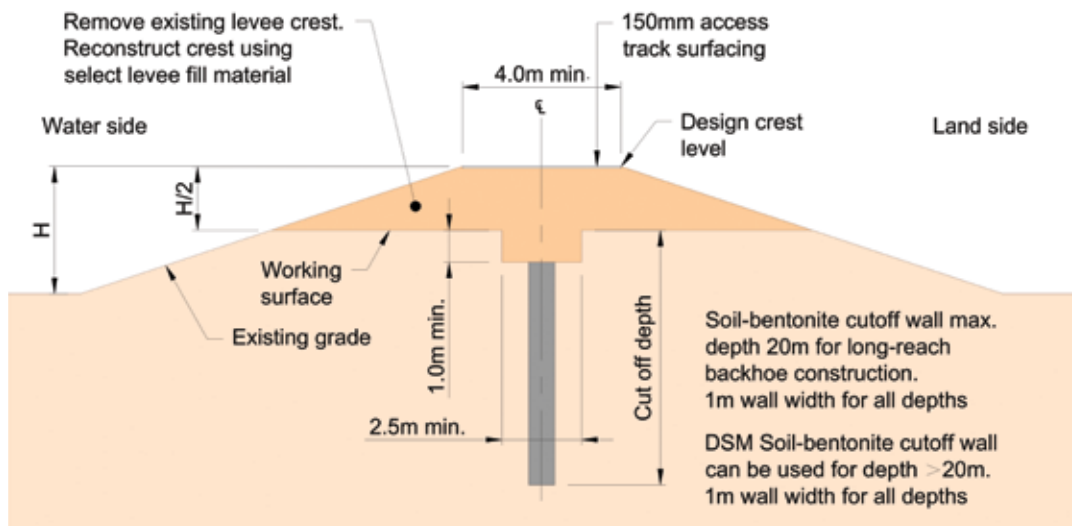 Remove existing levee crest.
Reconstruct crest using
select levee fill material
150mm access
track surfacing
4.0m min.
℄
Water side
Design crest
level
Land side
H/2
H
Working
surface
Existing grade
1.0m min.
2.5m min.
Cut off depth
Soil-bentonite cutoff wall max.
depth 20m for long-reach
backhoe construction.
1m wall width for all depths
DSM Soil-bentonite cutoff wall
can be used for depth >20m.
1m wall width for all depths